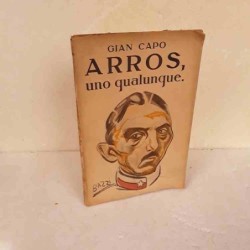 GIAN CAPO
ARROS,
uno qualunque.